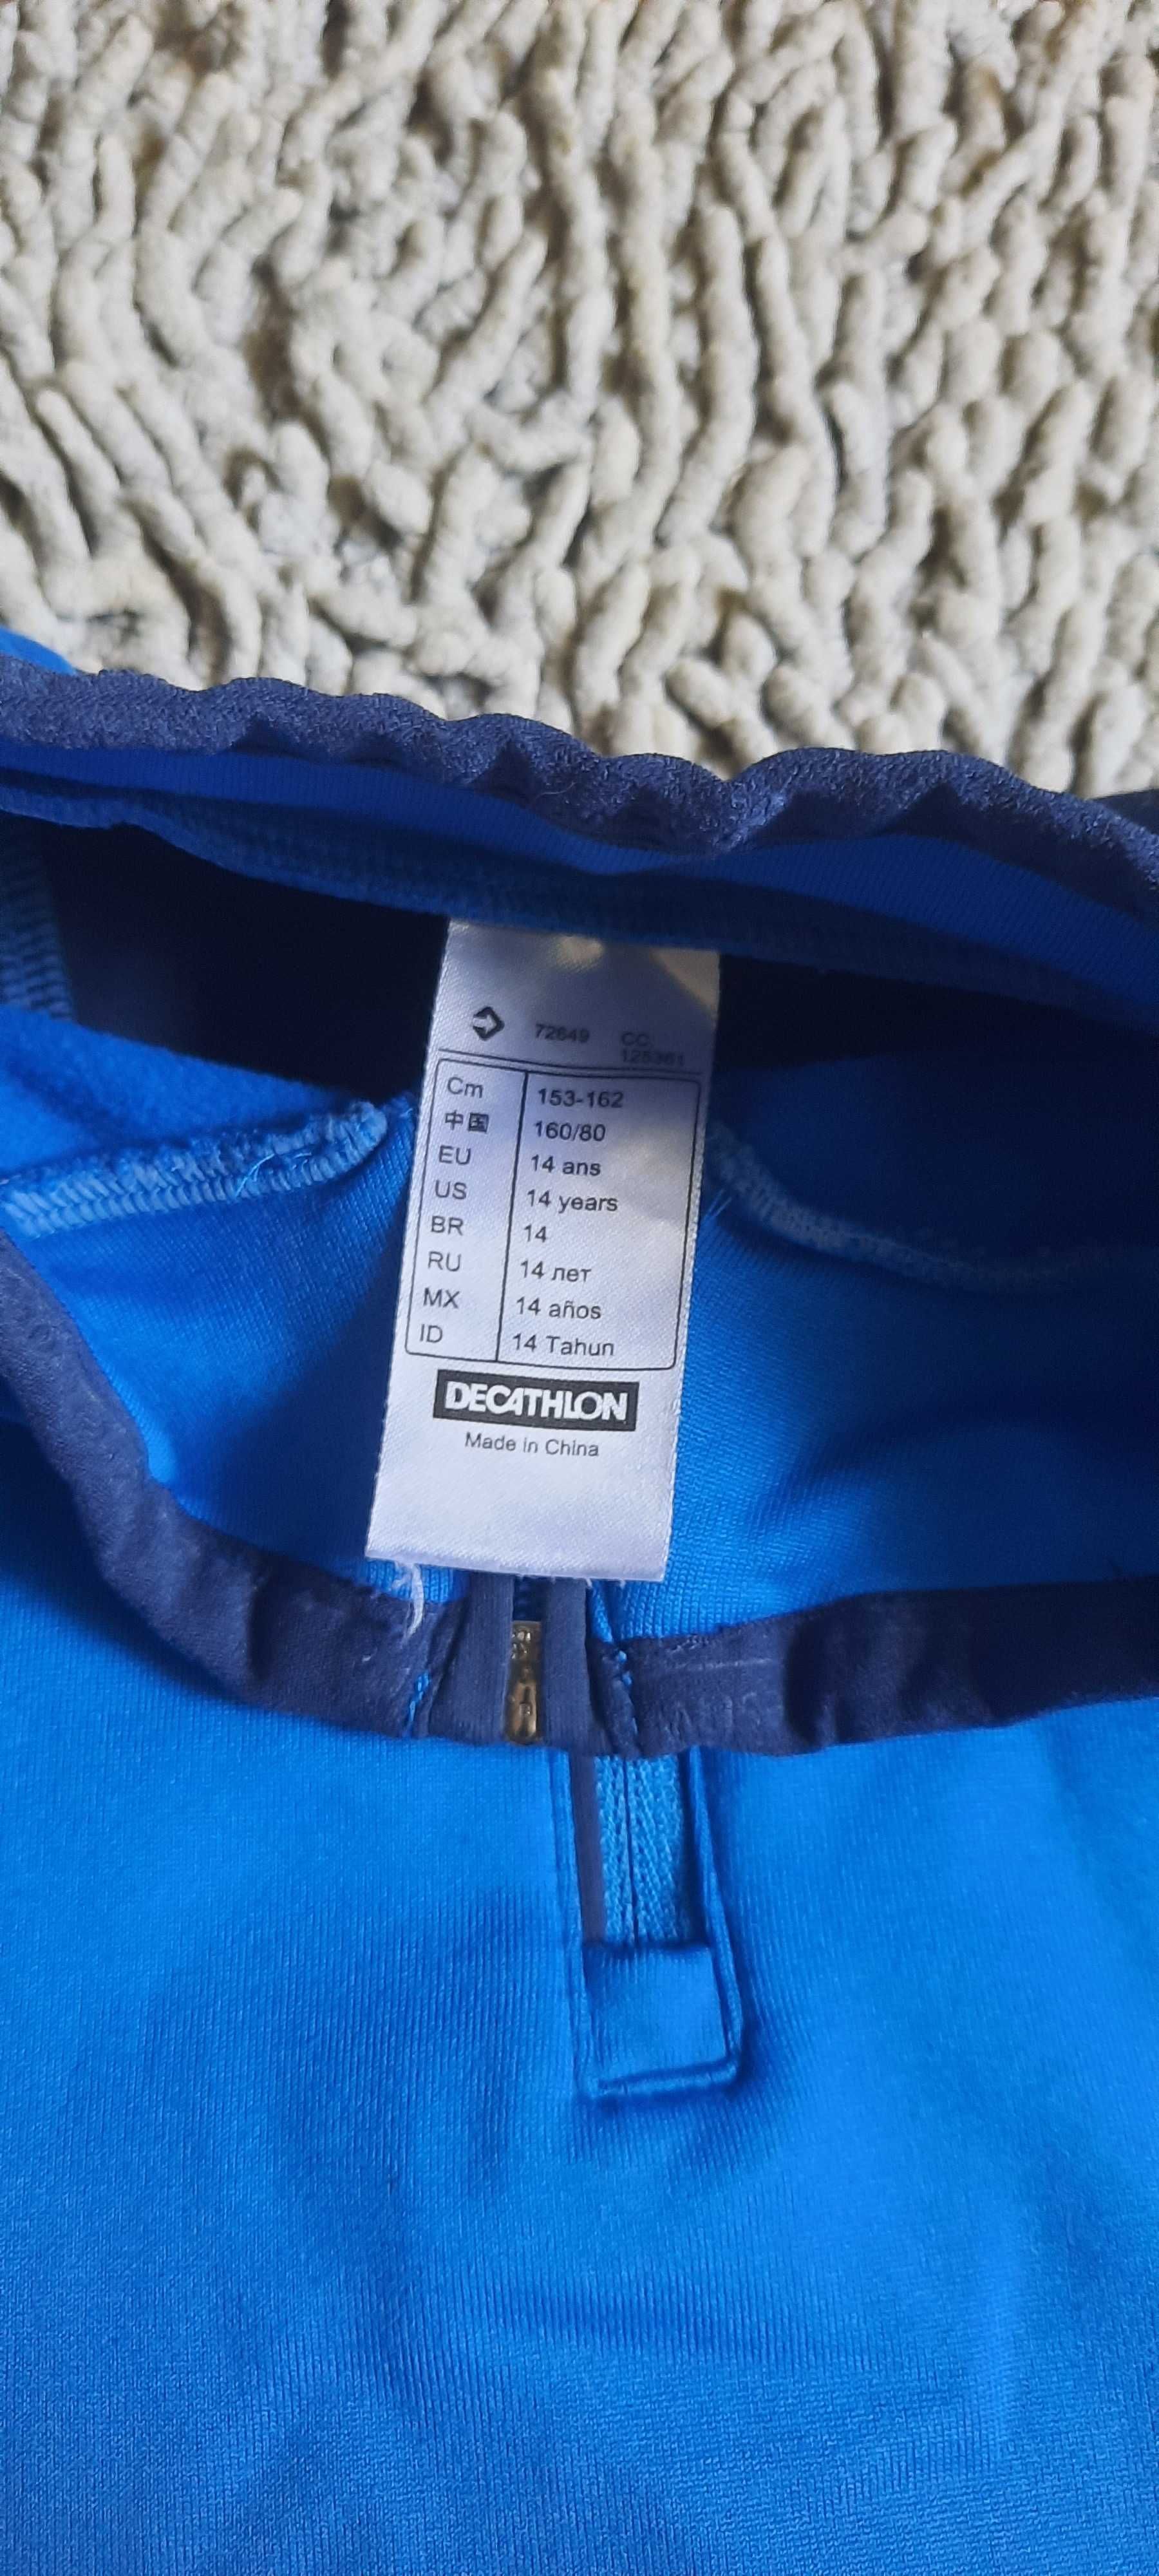 72649 CC.
125361
Cm 153-162
中国 160/80
EU 14 ans
US 14 years
BR 14
RU 14 лет
MX 14 años
ID 14 Tahun
DECATHLON
Made in China